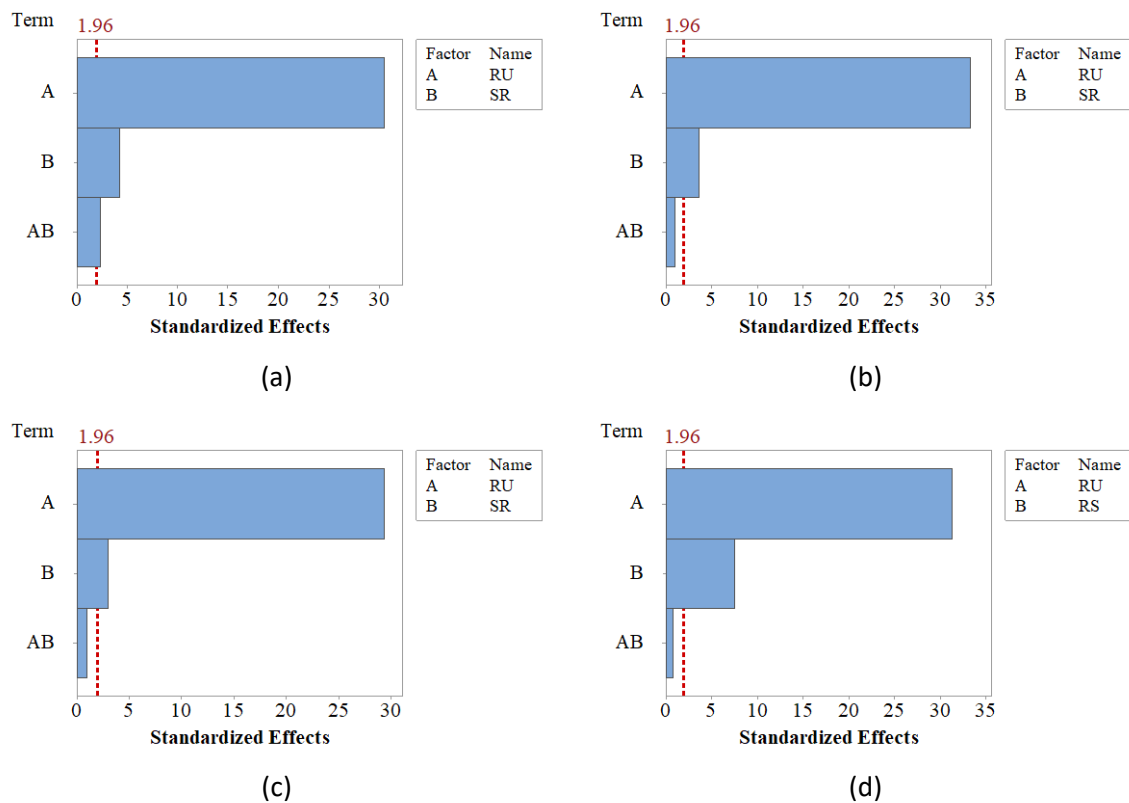 Term
1.96
Factor Name
A RU
B SR
A
B
AB
0 5 10 15 20 25 30
Standardized Effects
(a)
Term
1.96
Factor Name
A RU
B SR
A
B
AB
0 5 10 15 20 25 30 35
Standardized Effects
(b)
Term
1.96
Factor Name
A RU
B SR
A
B
AB
0 5 10 15 20 25 30
Standardized Effects
(c)
Term
1.96
Factor Name
A RU
B RS
A
B
AB
0 5 10 15 20 25 30 35
Standardized Effects
(d)